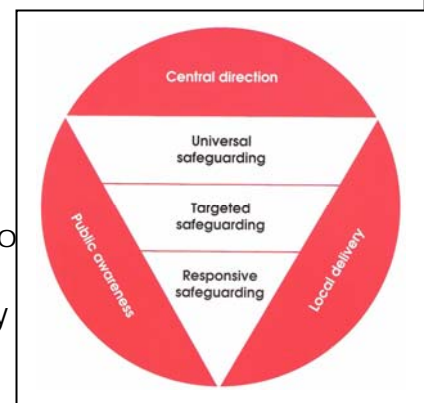 Central direction
Universal
safeguarding
Targeted
safeguarding
Responsive
safeguarding
Public awareness
Local delivery
y